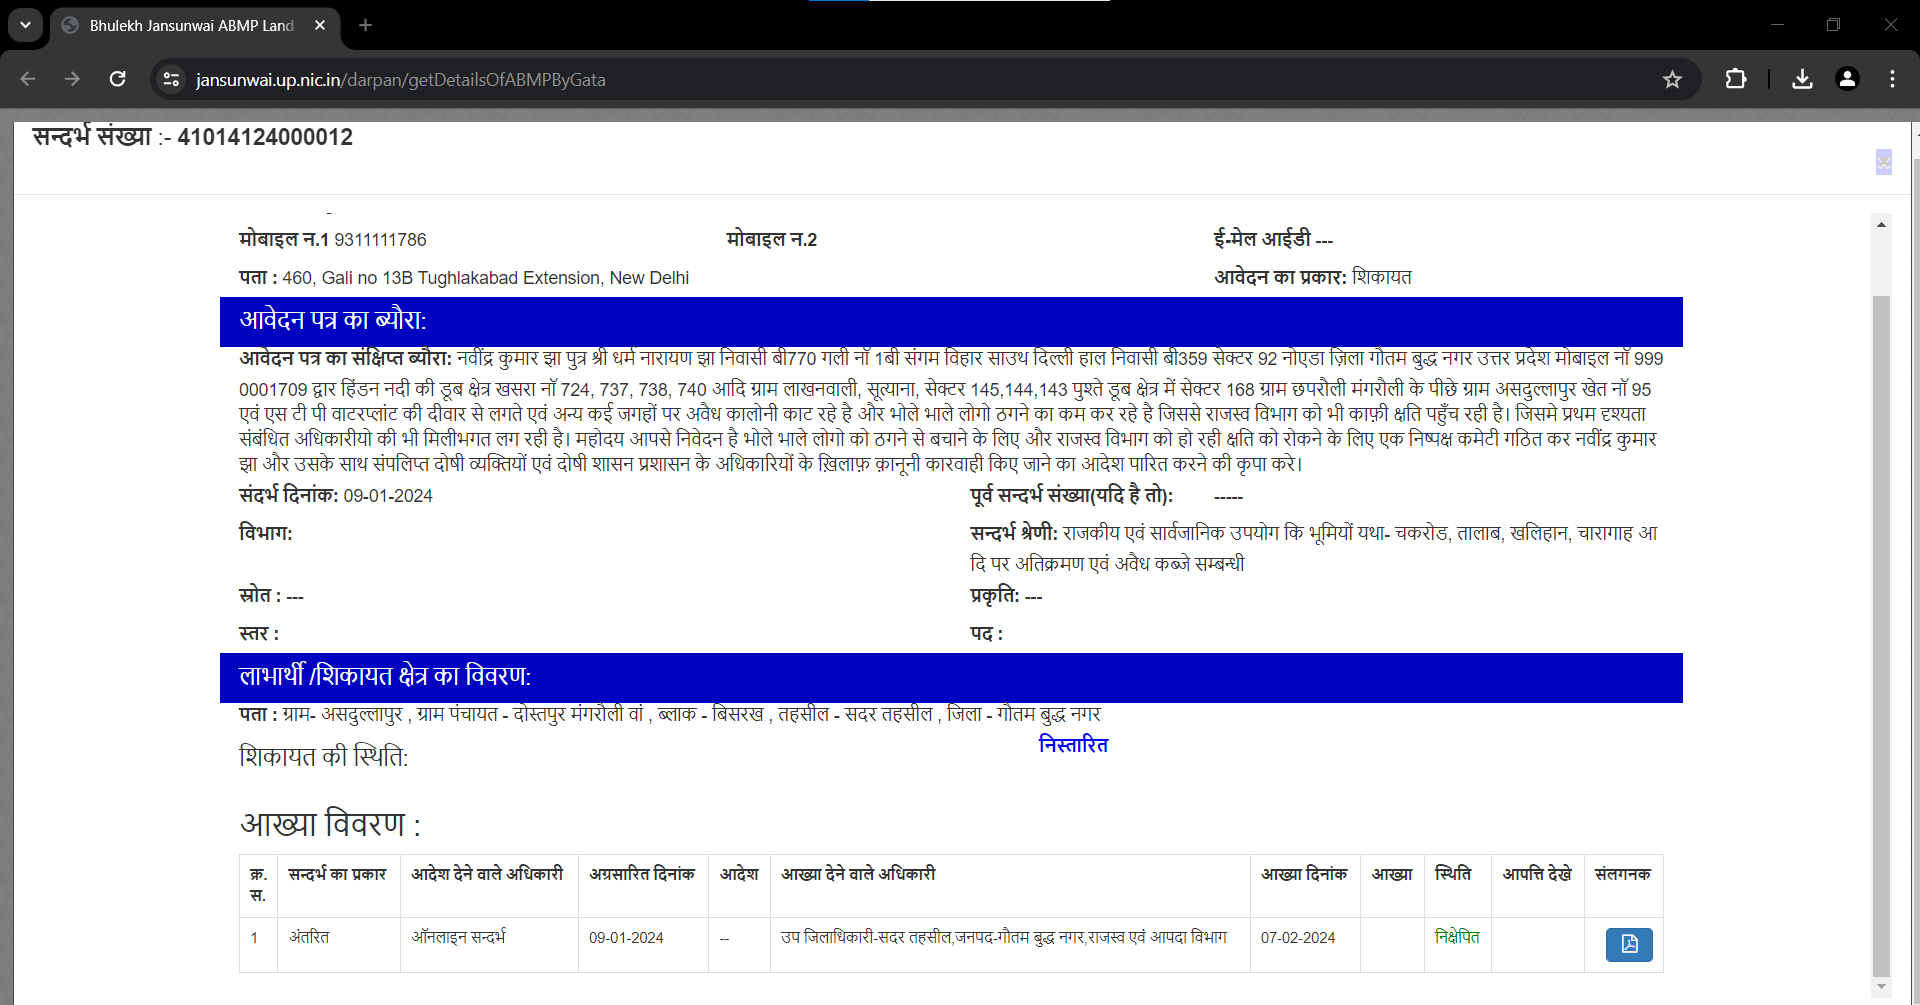 Bhulekh Jansunwai ABMP Land
jansunwai.up.nic.in/darpan/getDetailsOfABMPByGata
सन्दर्भ संख्या :- 41014124000012
मोबाइल न.1 9311111786 मोबाइल न.2 ई-मेल आईडी ---
पता : 460, Gali no 13B Tughlakabad Extension, New Delhi आवेदन का प्रकार: शिकायत
आवेदन पत्र का ब्यौरा:
आवेदन पत्र का संक्षिप्त ब्यौरा: नवींद्र कुमार झा पुत्र श्री धर्म नारायण झा निवासी बी770 गली नॉ 1बी संगम विहार साउथ दिल्ली हाल निवासी बी359 सेक्टर 92 नोएडा ज़िला गौतम बुद्ध नगर उत्तर प्रदेश मोबाइल नॉ 999
0001709 द्वार हिंडन नदी की डूब क्षेत्र खसरा नॉ 724, 737, 738, 740 आदि ग्राम लाखनवाली, सूत्याना, सेक्टर 145,144,143 पुश्ते डूब क्षेत्र में सेक्टर 168 ग्राम छपरौली मंगरौली के पीछे ग्राम असदुल्लापुर खेत नॉ 95
एवं एस टी पी वाटरप्लांट की दीवार से लगते एवं अन्य कई जगहों पर अवैध कालोनी काट रहे है और भोले भाले लोगो ठगने का कम कर रहे है जिससे राजस्व विभाग को भी काफ़ी क्षति पहुँच रही है। जिसमे प्रथम दृश्यता
संबंधित अधिकारीयो की भी मिलीभगत लग रही है। महोदय आपसे निवेदन है भोले भाले लोगो को ठगने से बचाने के लिए और राजस्व विभाग को हो रही क्षति को रोकने के लिए एक निष्पक्ष कमेटी गठित कर नवींद्र कुमार
झा और उसके साथ संपलिप्त दोषी व्यक्तियों एवं दोषी शासन प्रशासन के अधिकारियों के ख़िलाफ़ क़ानूनी कारवाही किए जाने का आदेश पारित करने की कृपा करे।
संदर्भ दिनांक: 09-01-2024 पूर्व सन्दर्भ संख्या(यदि है तो): -----
विभाग: सन्दर्भ श्रेणी: राजकीय एवं सार्वजानिक उपयोग कि भूमियों यथा- चकरोड, तालाब, खलिहान, चारागाह आ
दि पर अतिक्रमण एवं अवैध कब्जे सम्बन्धी
स्रोत : --- प्रकृति: ---
स्तर : पद :
लाभार्थी /शिकायत क्षेत्र का विवरण:
पता : ग्राम- असदुल्लापुर , ग्राम पंचायत - दोस्तपुर मंगरौली वां , ब्लाक - बिसरख , तहसील - सदर तहसील , जिला - गौतम बुद्ध नगर
शिकायत की स्थिति: निस्तारित
आख्या विवरण :
क्र. स. सन्दर्भ का प्रकार आदेश देने वाले अधिकारी अग्रसारित दिनांक आदेश आख्या देने वाले अधिकारी आख्या दिनांक आख्या स्थिति आपत्ति देखे संलगनक
1 अंतरित ऑनलाइन सन्दर्भ 09-01-2024 -- उप जिलाधिकारी-सदर तहसील,जनपद-गौतम बुद्ध नगर,राजस्व एवं आपदा विभाग 07-02-2024 निक्षेपित